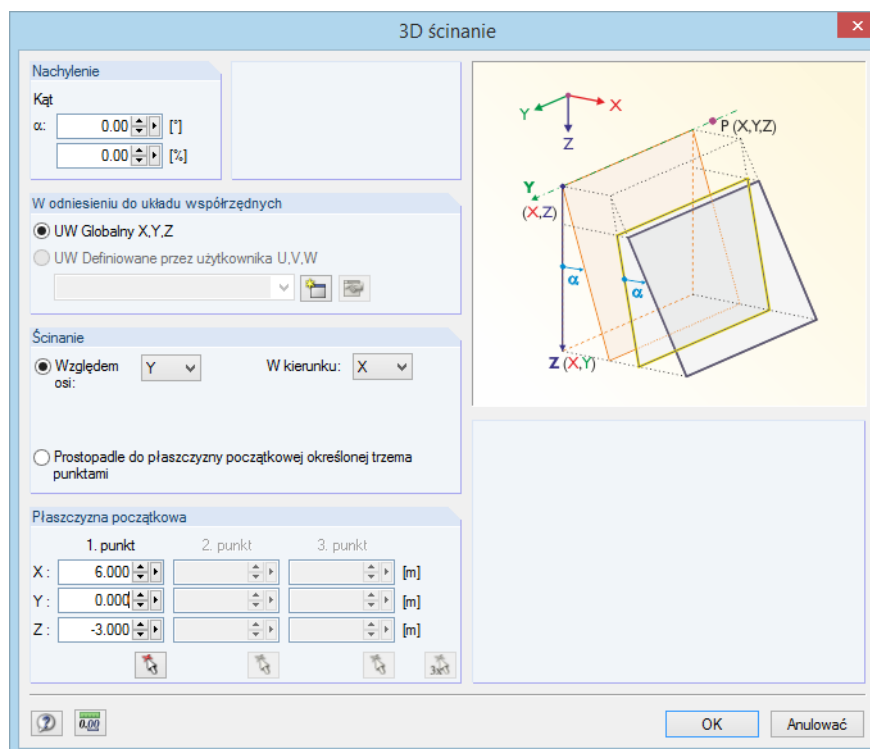 3D ścinanie
Nachylenie
Kąt
α: 0.00 [°]
0.00 [%]
W odniesieniu do układu współrzędnych
UW Globalny X,Y,Z
UW Definiowane przez użytkownika U,V,W
Ścinanie
Względem osi: Y W kierunku: X
Prostopadle do płaszczyzny początkowej określonej trzema
punktami
Płaszczyzna początkowa
1. punkt 2. punkt 3. punkt
X : 6.000 [m]
Y : 0.000 [m]
Z : -3.000 [m]
3x
Y X
Z
P (X,Y,Z)
Y
(X,Z)
α α
Z (X,Y)
0.00
OK Anulować